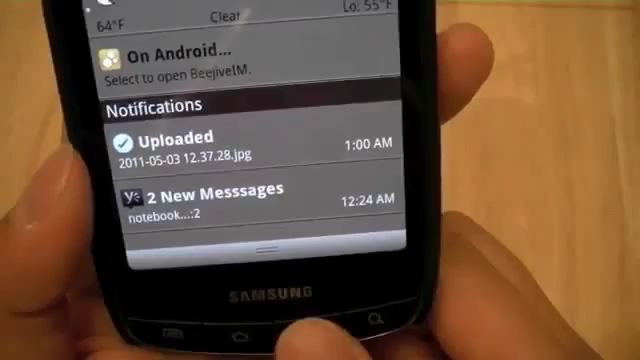 64°F Clear Lo: 55°F
On Android...
Select to open BeejiveIM.
Notifications
Uploaded
2011-05-03 12.37.28.jpg 1:00 AM
2 New Messsages
notebook...:2 12:24 AM
SAMSUNG